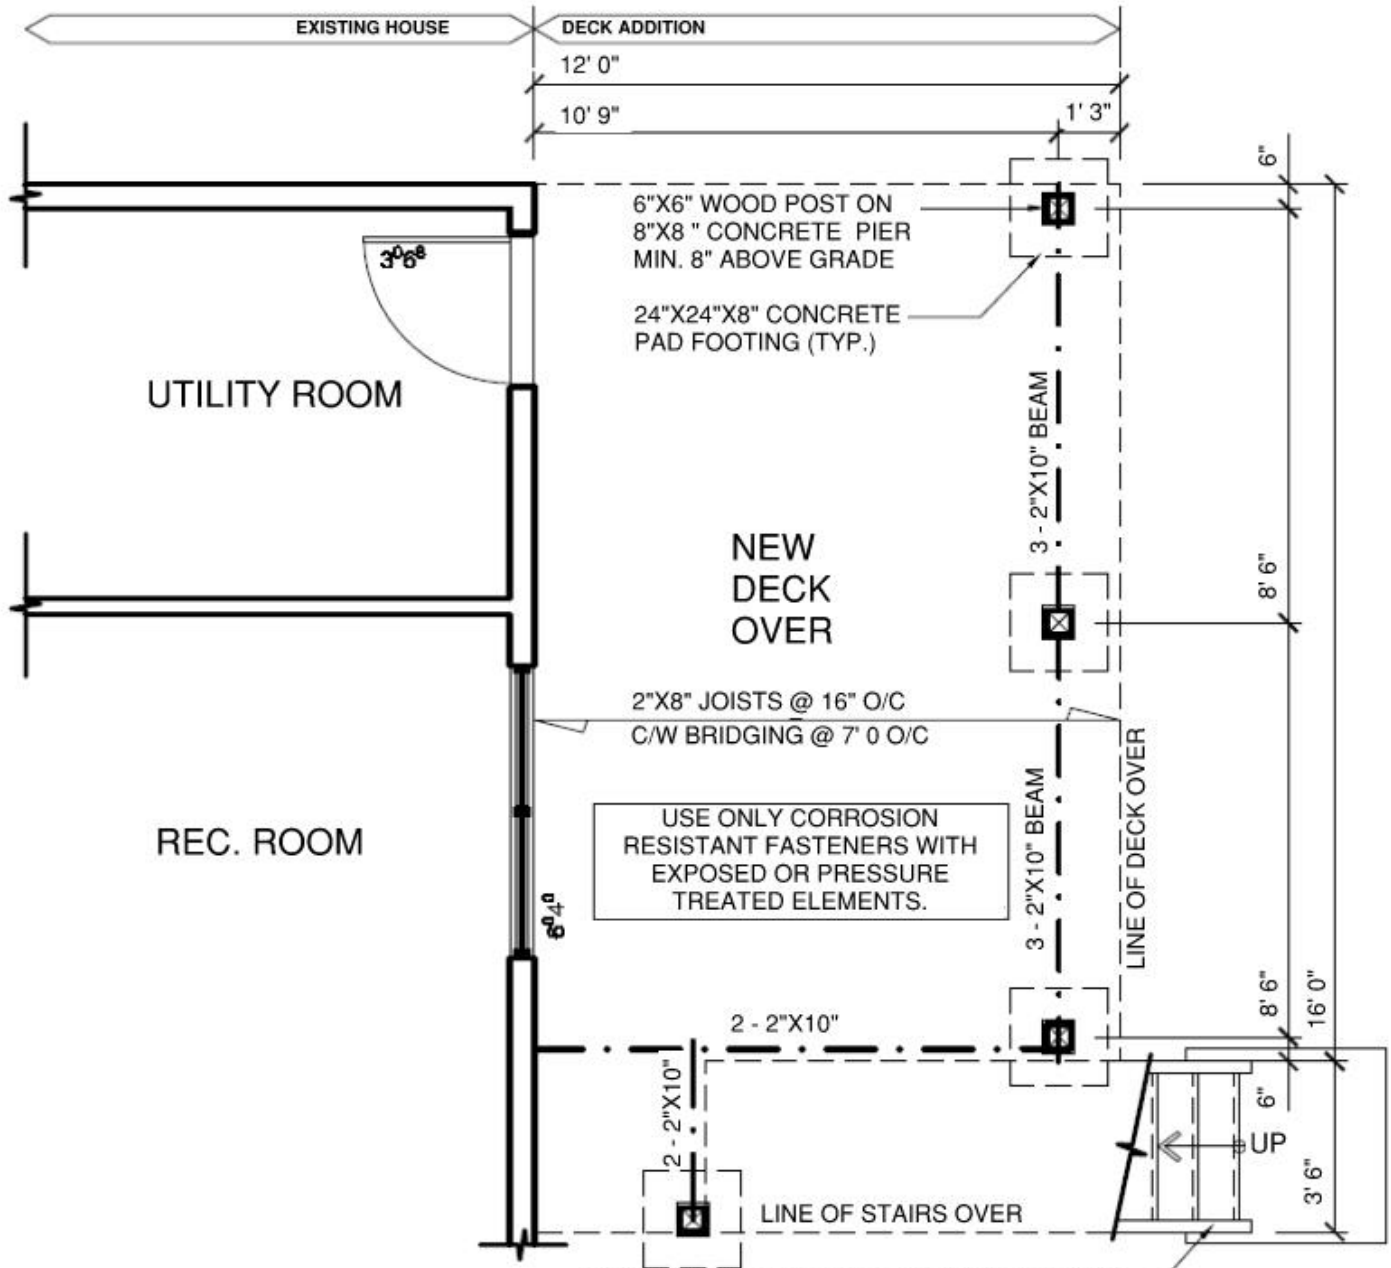 EXISTING HOUSE
DECK ADDITION
12' 0"
10' 9"
1' 3"
6"
6"X6" WOOD POST ON
8"X8 " CONCRETE PIER
MIN. 8" ABOVE GRADE
3⁰6⁸
24"X24"X8" CONCRETE
PAD FOOTING (TYP.)
UTILITY ROOM
3 - 2"X10" BEAM
NEW
DECK
OVER
8' 6"
2"X8" JOISTS @ 16" O/C
C/W BRIDGING @ 7' 0 O/C
REC. ROOM
USE ONLY CORROSION
RESISTANT FASTENERS WITH
EXPOSED OR PRESSURE
TREATED ELEMENTS.
6⁰4⁰
3 - 2"X10" BEAM
LINE OF DECK OVER
8' 6"
16' 0"
2 - 2"X10"
2 - 2"X10"
6"
UP
3' 6"
LINE OF STAIRS OVER